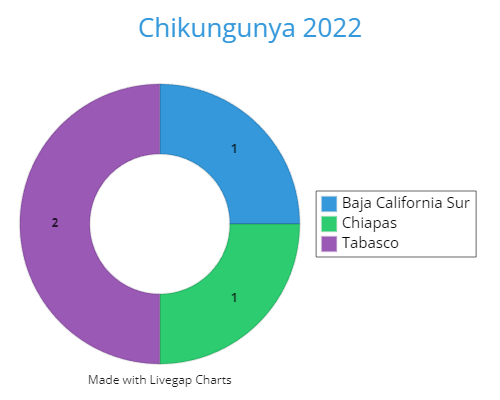 Chikungunya 2022
1
Baja California Sur
Chiapas
Tabasco
2
1
Made with Livegap Charts